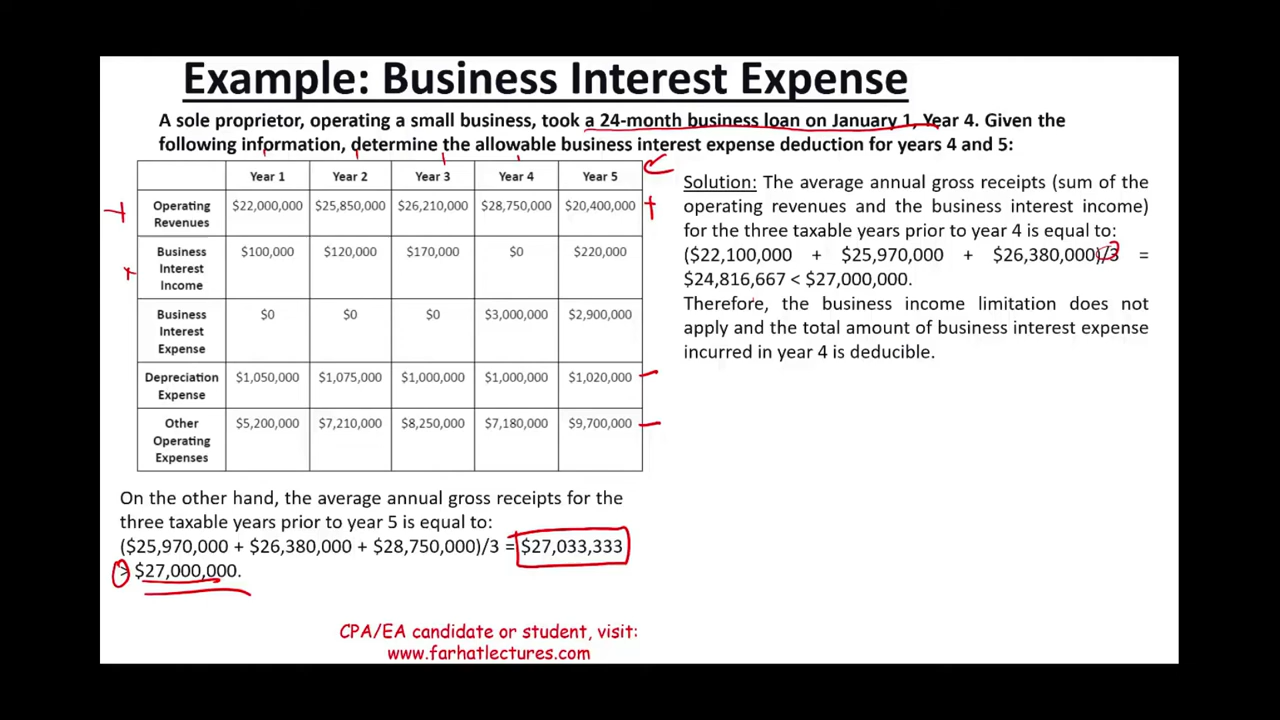 Example: Business Interest Expense
A sole proprietor, operating a small business, took a 24-month business loan on January 1, Year 4. Given the
following information, determine the allowable business interest expense deduction for years 4 and 5:
Year 1 Year 2 Year 3 Year 4 Year 5
Operating Revenues $22,000,000 $25,850,000 $26,210,000 $28,750,000 $20,400,000
Business Interest Income $100,000 $120,000 $170,000 $0 $220,000
Business Interest Expense $0 $0 $0 $3,000,000 $2,900,000
Depreciation Expense $1,050,000 $1,075,000 $1,000,000 $1,000,000 $1,020,000
Other Operating Expenses $5,200,000 $7,210,000 $8,250,000 $7,180,000 $9,700,000
Solution: The average annual gross receipts (sum of the
operating revenues and the business interest income)
for the three taxable years prior to year 4 is equal to:
($22,100,000 + $25,970,000 + $26,380,000)/3 =
$24,816,667 < $27,000,000.
Therefore, the business income limitation does not
apply and the total amount of business interest expense
incurred in year 4 is deducible.
On the other hand, the average annual gross receipts for the
three taxable years prior to year 5 is equal to:
($25,970,000 + $26,380,000 + $28,750,000)/3 = $27,033,333
> $27,000,000.
CPA/EA candidate or student, visit:
www.farhatlectures.com